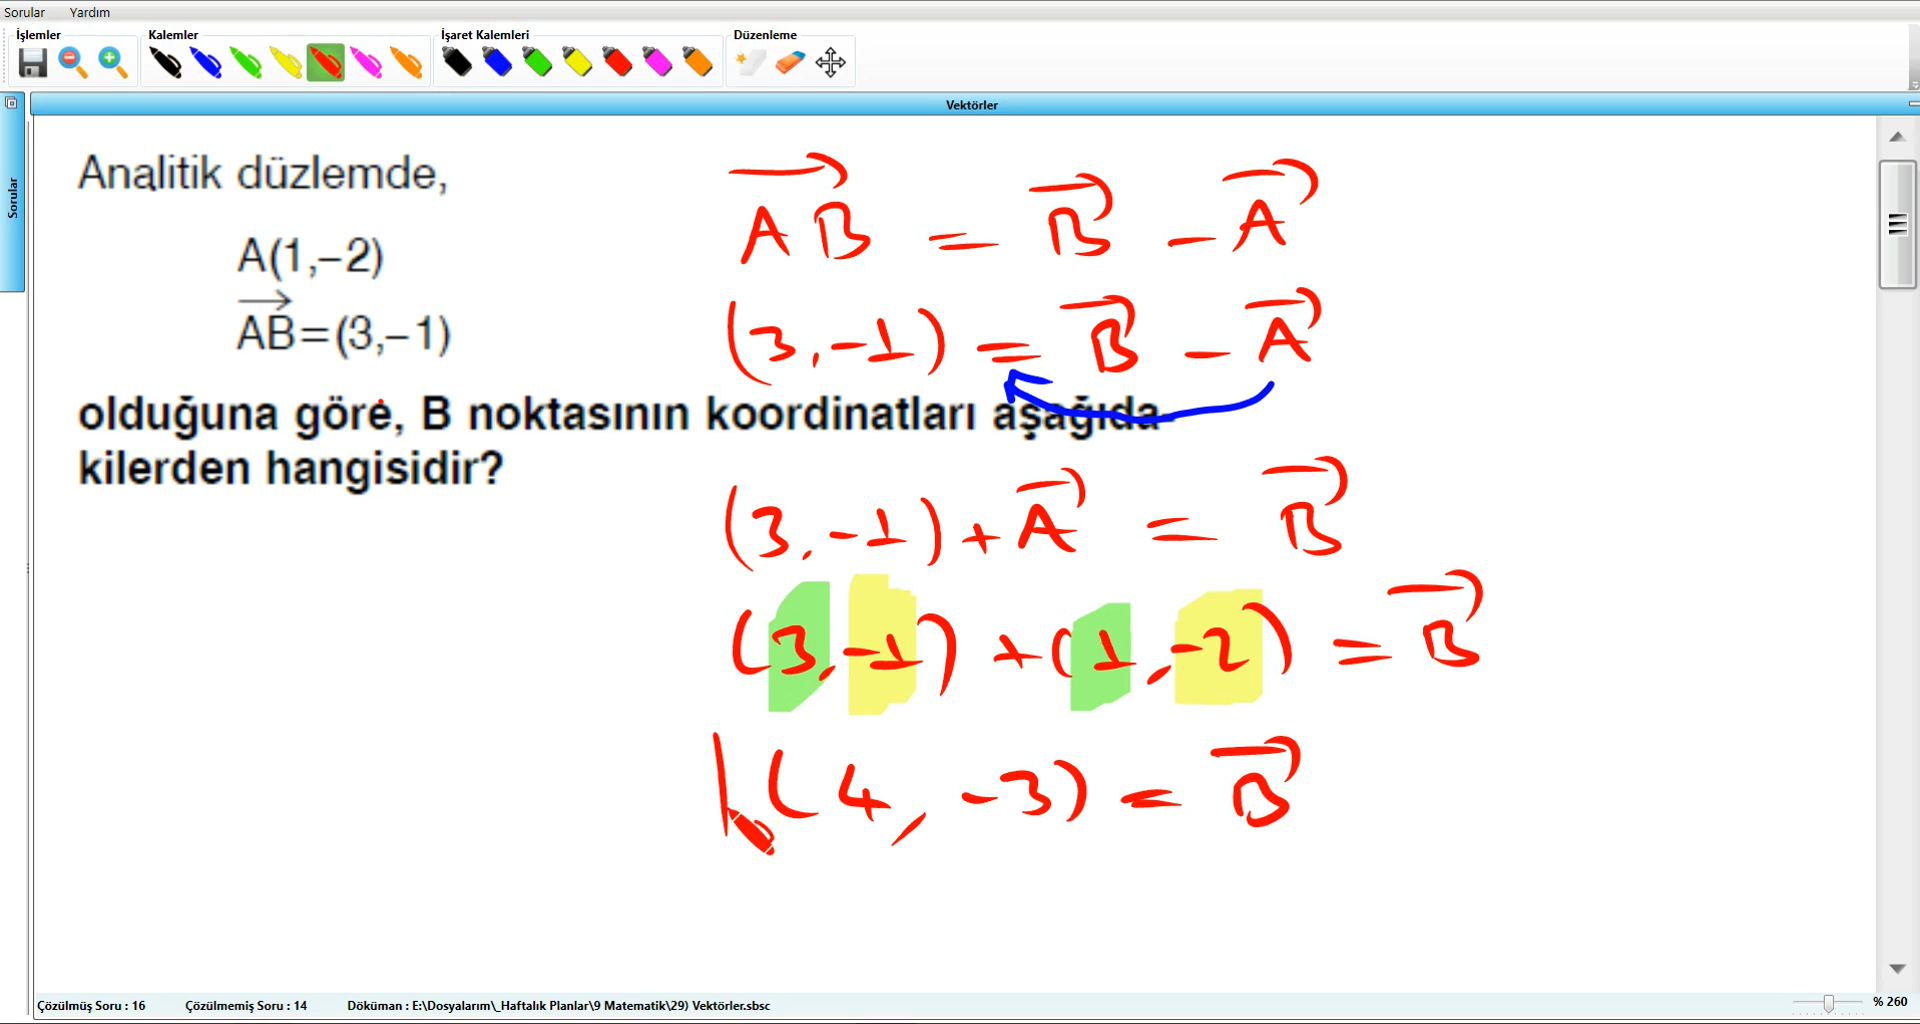 Sorular Yardım
İşlemler Kalemler İşaret Kalemleri Düzenleme
Vektörler
Sorular
Analitik düzlemde,
A(1,−2)
AB=(3,−1)
olduğuna göre, B noktasının koordinatları aşağıda-
kilerden hangisidir?
AB = B − A
(3,−1) = B − A
(3,−1) + A = B
(3,−1) + (1,−2) = B
(4,−3) = B
Çözülmüş Soru : 16 Çözülmemiş Soru : 14 Döküman : E:\Dosyalarım\_Haftalık Planlar\9 Matematik\29) Vektörler.sbsc % 260